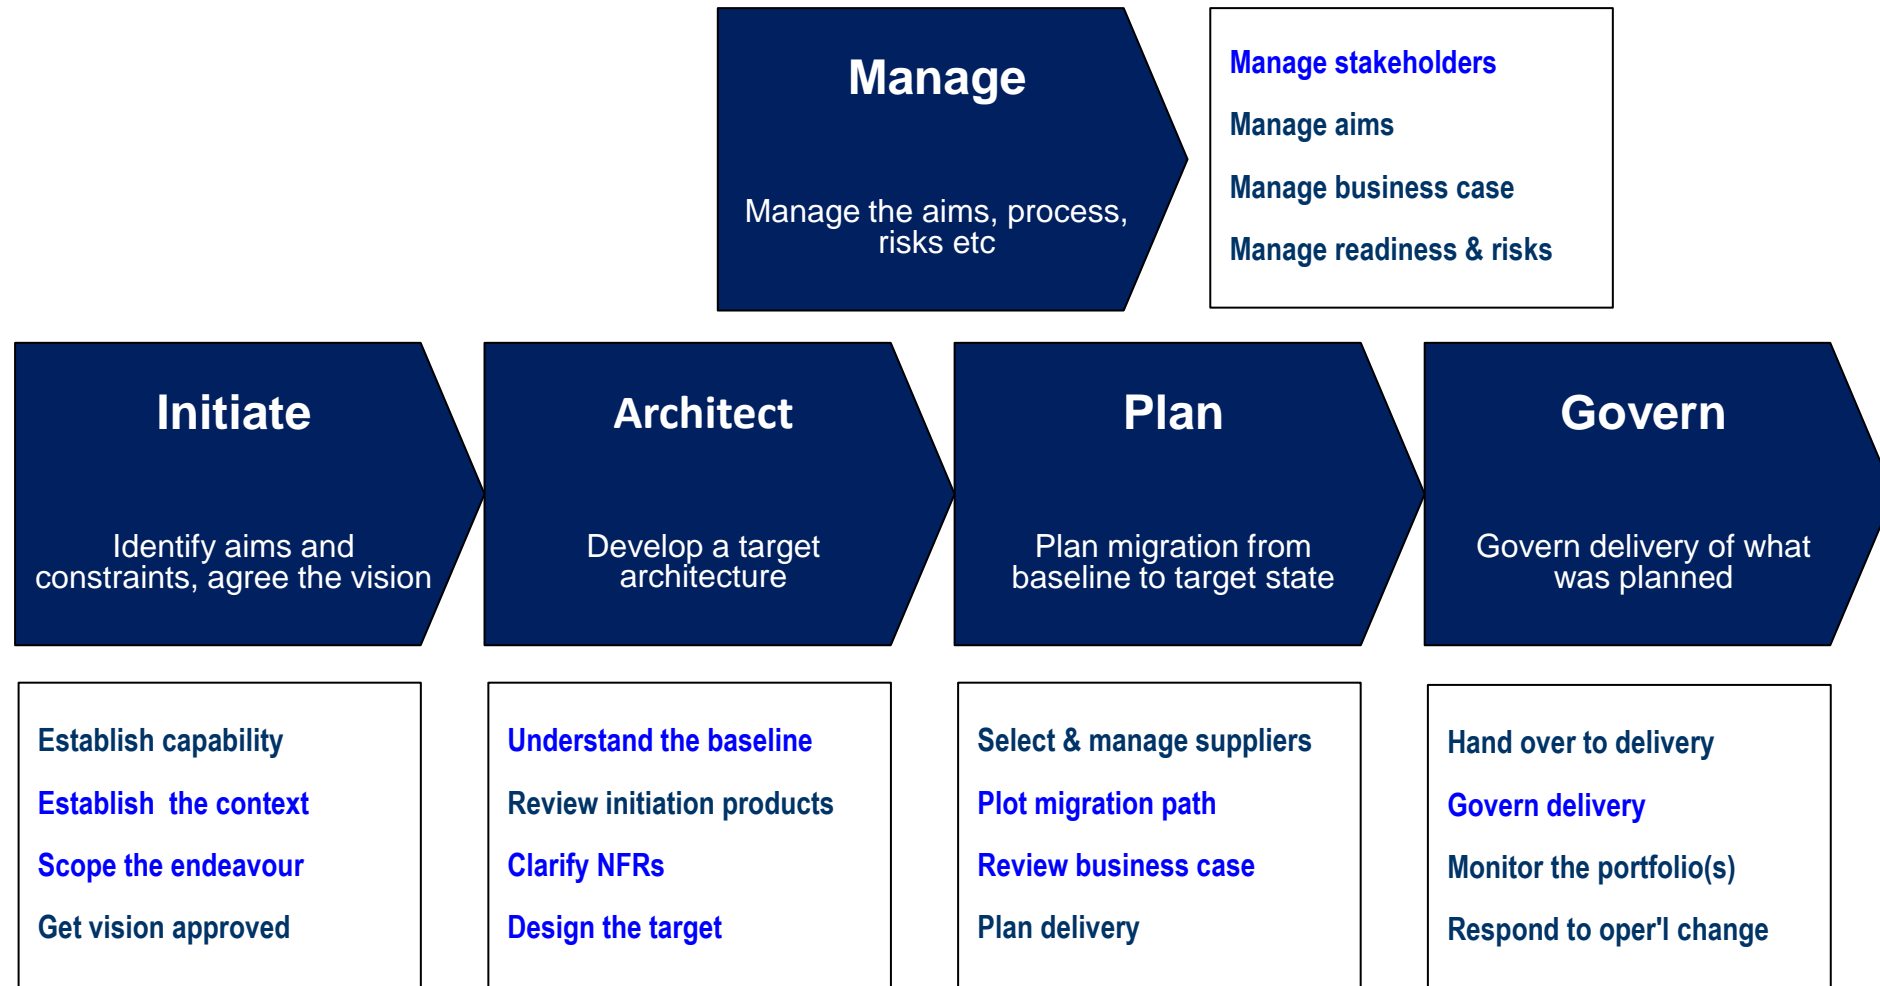 Manage
Manage the aims, process,
risks etc
Manage stakeholders
Manage aims
Manage business case
Manage readiness & risks
Initiate
Identify aims and
constraints, agree the vision
Architect
Develop a target
architecture
Plan
Plan migration from
baseline to target state
Govern
Govern delivery of what
was planned
Establish capability
Establish  the context
Scope the endeavour
Get vision approved
Understand the baseline
Review initiation products
Clarify NFRs
Design the target
Select & manage suppliers
Plot migration path
Review business case
Plan delivery
Hand over to delivery
Govern delivery
Monitor the portfolio(s)
Respond to oper'l change